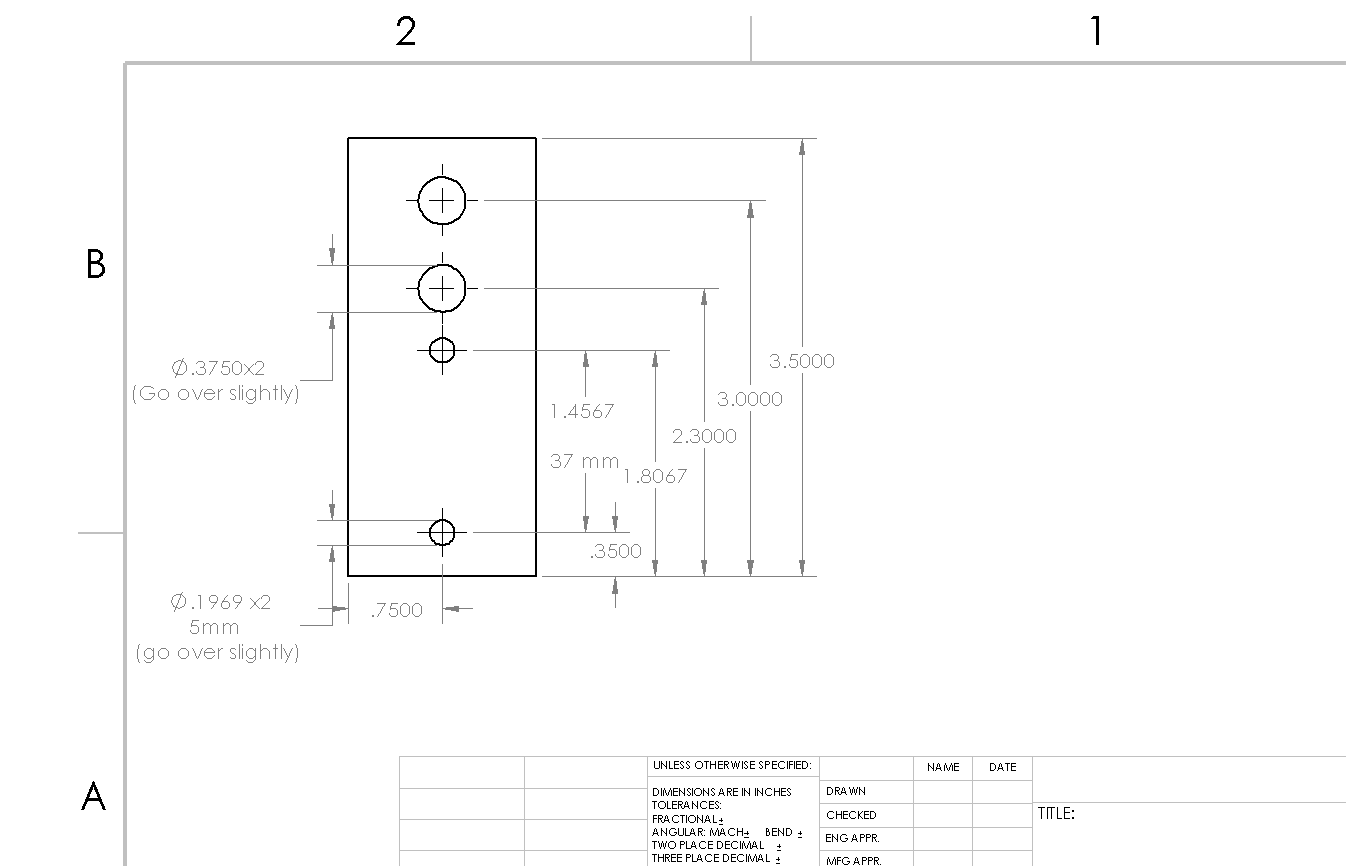 2
1
B
3.5000
Ø.3750x2
(Go over slightly)
3.0000
1.4567
2.3000
37 mm
1.8067
.3500
Ø.1969 x2
5mm
(go over slightly)
.7500
A
UNLESS OTHERWISE SPECIFIED:
DIMENSIONS ARE IN INCHES
TOLERANCES:
FRACTIONAL±
ANGULAR: MACH± BEND ±
TWO PLACE DECIMAL ±
THREE PLACE DECIMAL ±
NAME
DATE
DRAWN
CHECKED
ENG APPR.
MFG APPR.
TITLE: